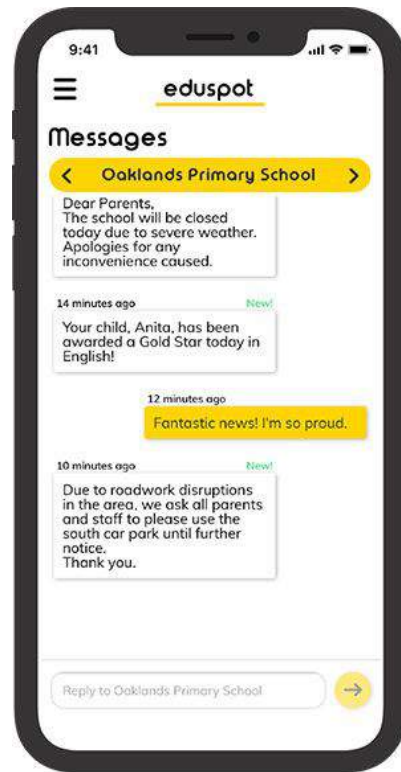 9:41
eduspot
Messages
Oaklands Primary School
Dear Parents,
The school will be closed
today due to severe weather.
Apologies for any
inconvenience caused.
14 minutes ago New!
Your child, Anita, has been
awarded a Gold Star today in
English!
12 minutes ago
Fantastic news! I'm so proud.
10 minutes ago New!
Due to roadwork disruptions
in the area, we ask all parents
and staff to please use the
south car park until further
notice.
Thank you.
Reply to Oaklands Primary School